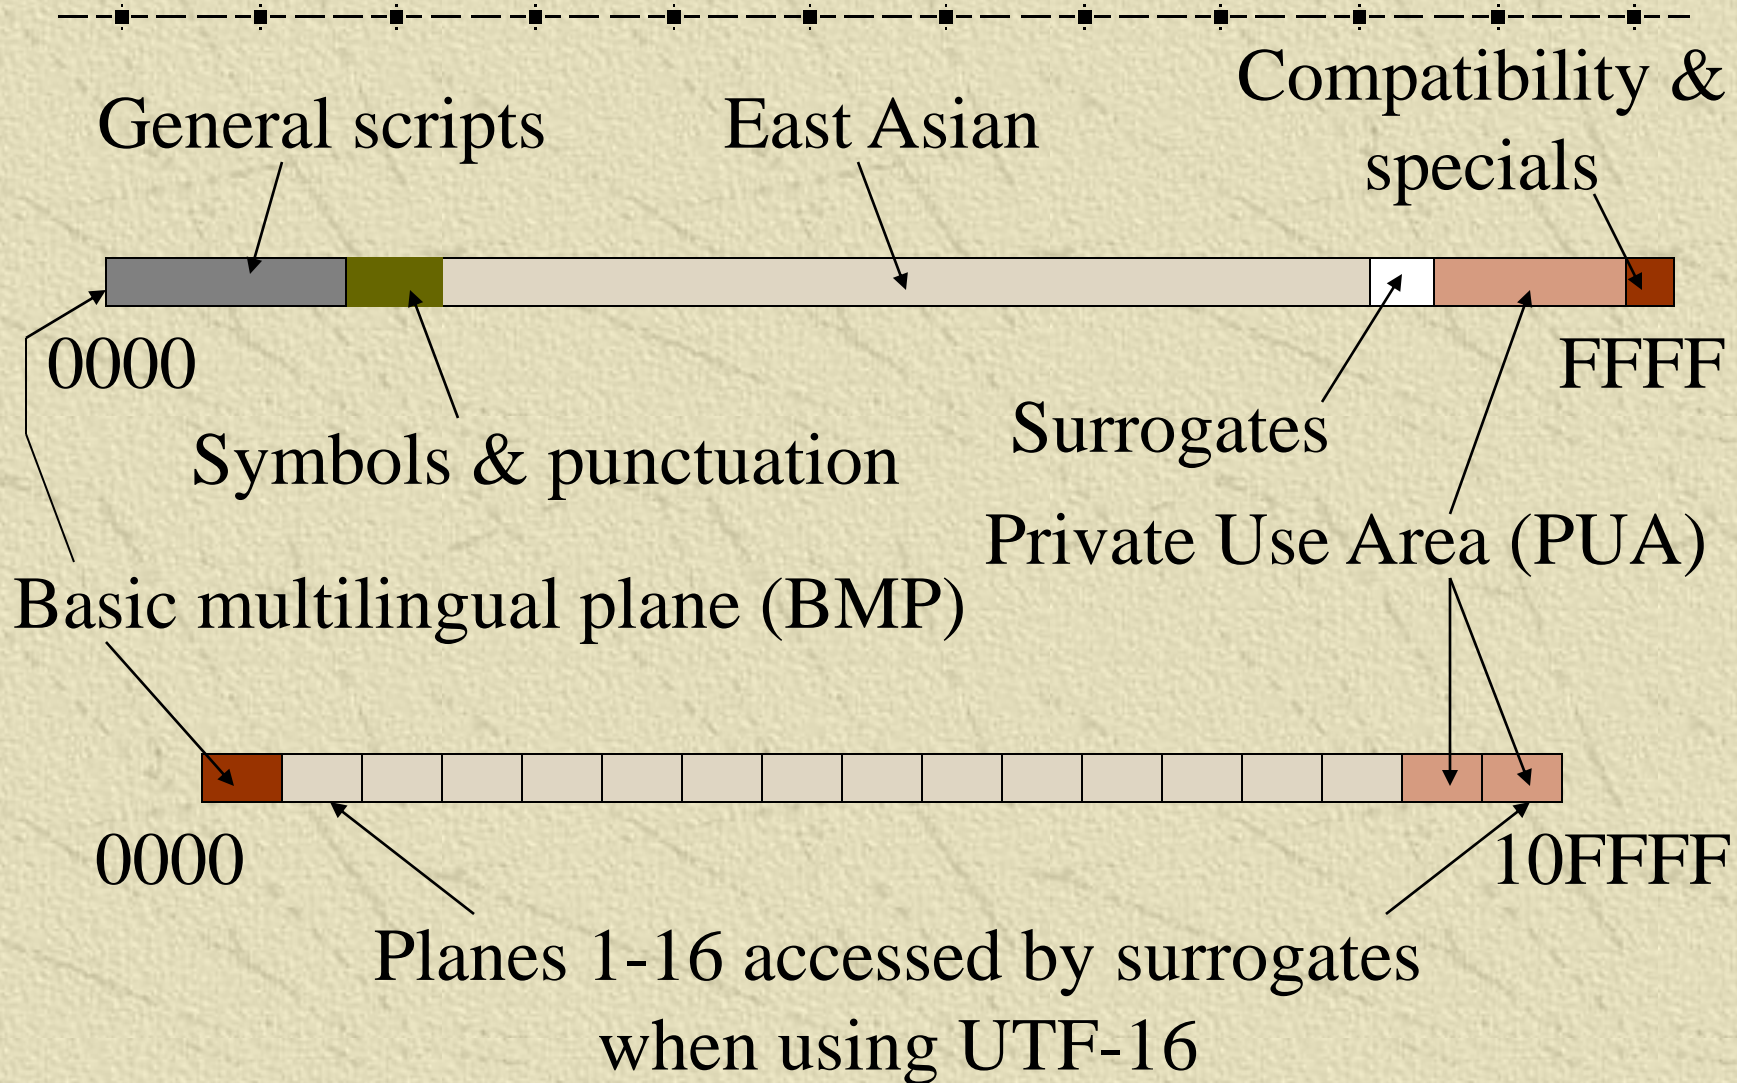 Compatibility &
specials
General scripts
East Asian
0000
FFFF
Surrogates
Symbols & punctuation
Private Use Area (PUA)
Basic multilingual plane (BMP)
0000
10FFFF
Planes 1-16 accessed by surrogates
when using UTF-16